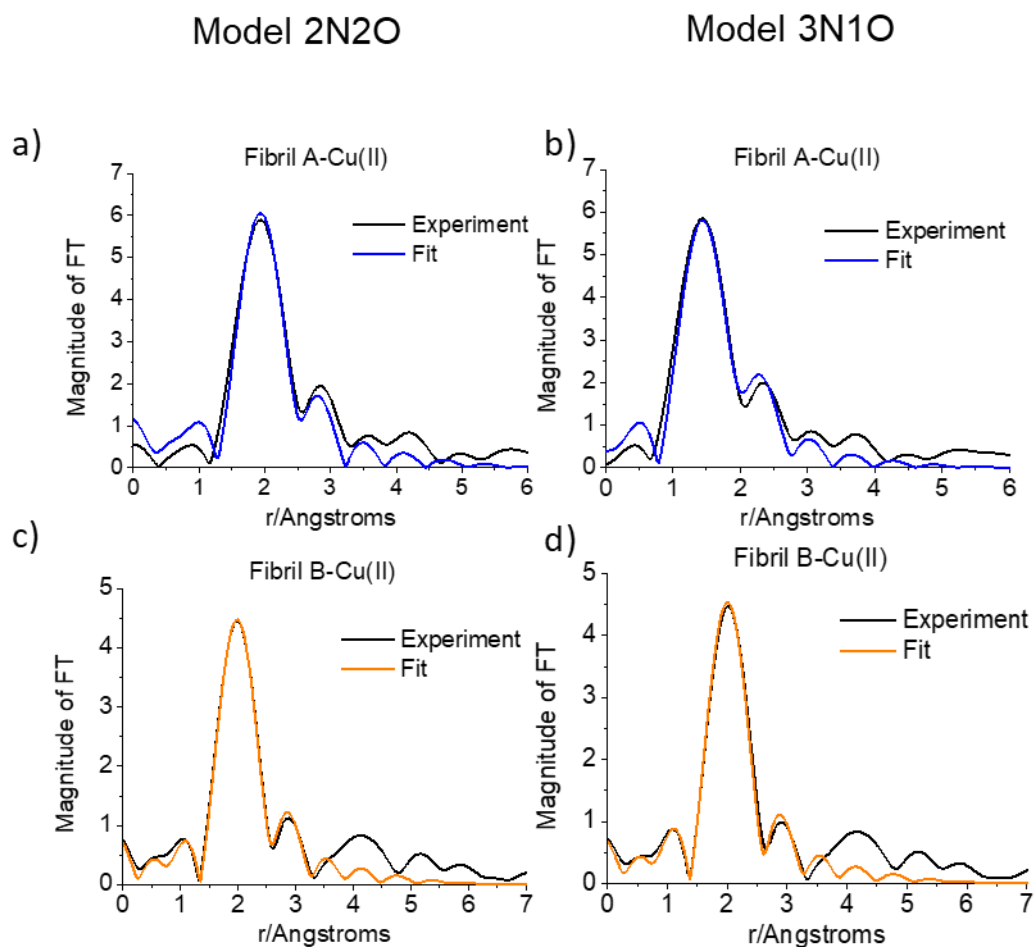 Model 2N2O
Model 3N1O
a)
Fibril A-Cu(II)
7
6
5
4
3
2
1
0
Magnitude of FT
Experiment
Fit
0 1 2 3 4 5 6
r/Angstroms
b)
Fibril A-Cu(II)
7
6
5
4
3
2
1
0
Magnitude of FT
Experiment
Fit
0 1 2 3 4 5 6
r/Angstroms
c)
Fibril B-Cu(II)
5
4
3
2
1
0
Magnitude of FT
Experiment
Fit
0 1 2 3 4 5 6 7
r/Angstroms
d)
Fibril B-Cu(II)
5
4
3
2
1
0
Magnitude of FT
Experiment
Fit
0 1 2 3 4 5 6 7
r/Angstroms